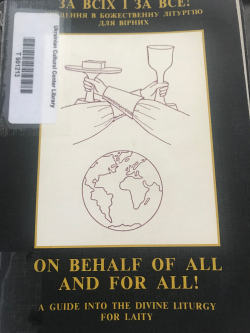 ЗА ВСІХ І ЗА ВСЕ!
В БОЖЕСТВЕННУ ЛІТУРГІЮ
ДЛЯ ВІРНИХ
Ukrainian Cultural Center Library
ON BEHALF OF ALL
AND FOR ALL!
A GUIDE INTO THE DIVINE LITURGY
FOR LAITY